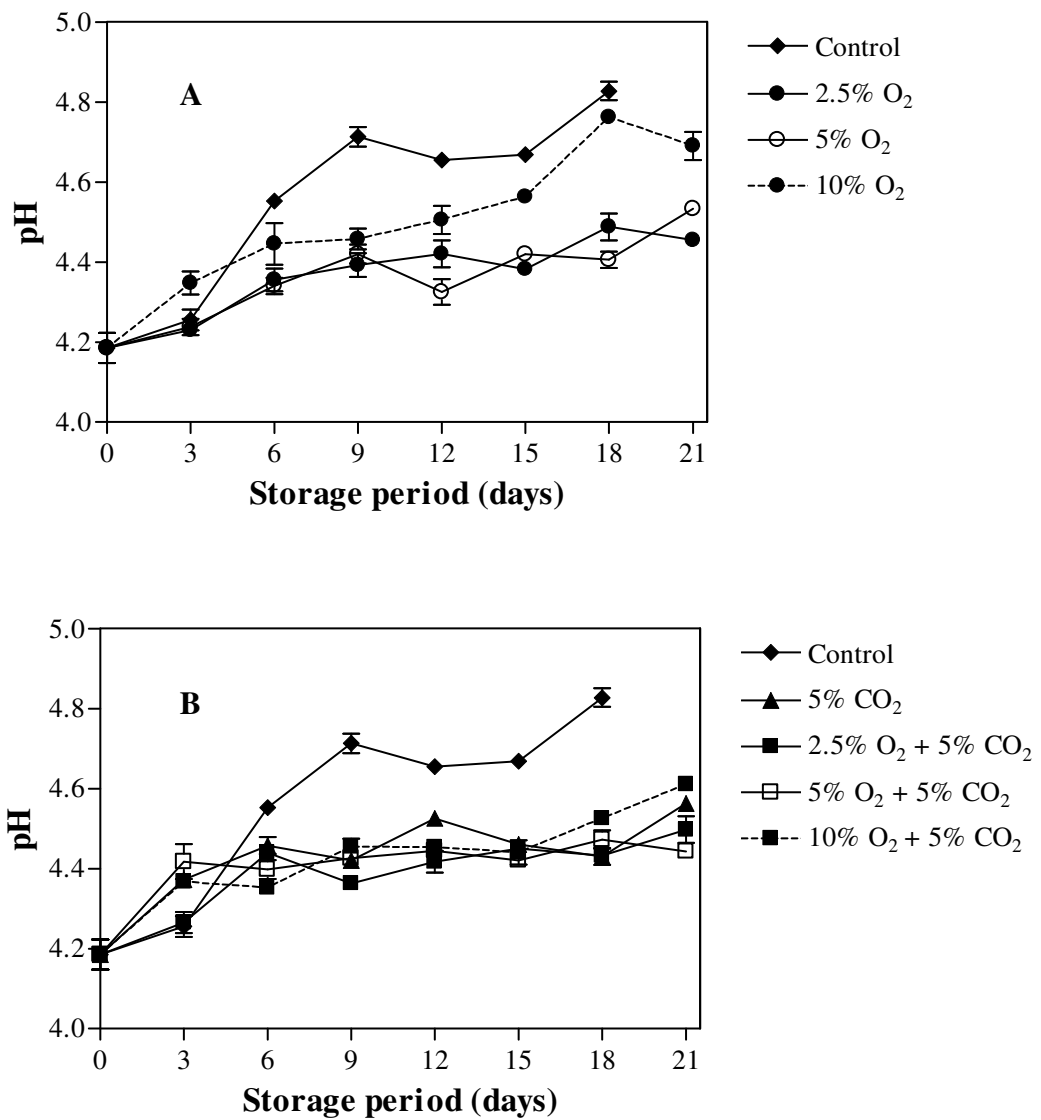 5.0
A
Control
4.8
2.5% O₂
5% O₂
4.6
10% O₂
pH
4.4
4.2
4.0
0 3 6 9 12 15 18 21
Storage period (days)
5.0
B
Control
4.8
5% CO₂
2.5% O₂ + 5% CO₂
4.6
5% O₂ + 5% CO₂
pH
10% O₂ + 5% CO₂
4.4
4.2
4.0
0 3 6 9 12 15 18 21
Storage period (days)